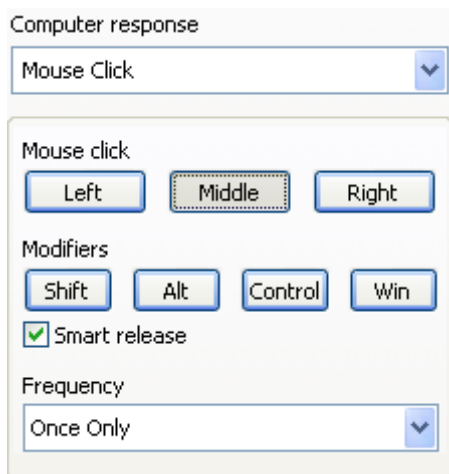 Computer response
Mouse Click
Mouse click
Left Middle Right
Modifiers
Shift Alt Control Win
Smart release
Frequency
Once Only